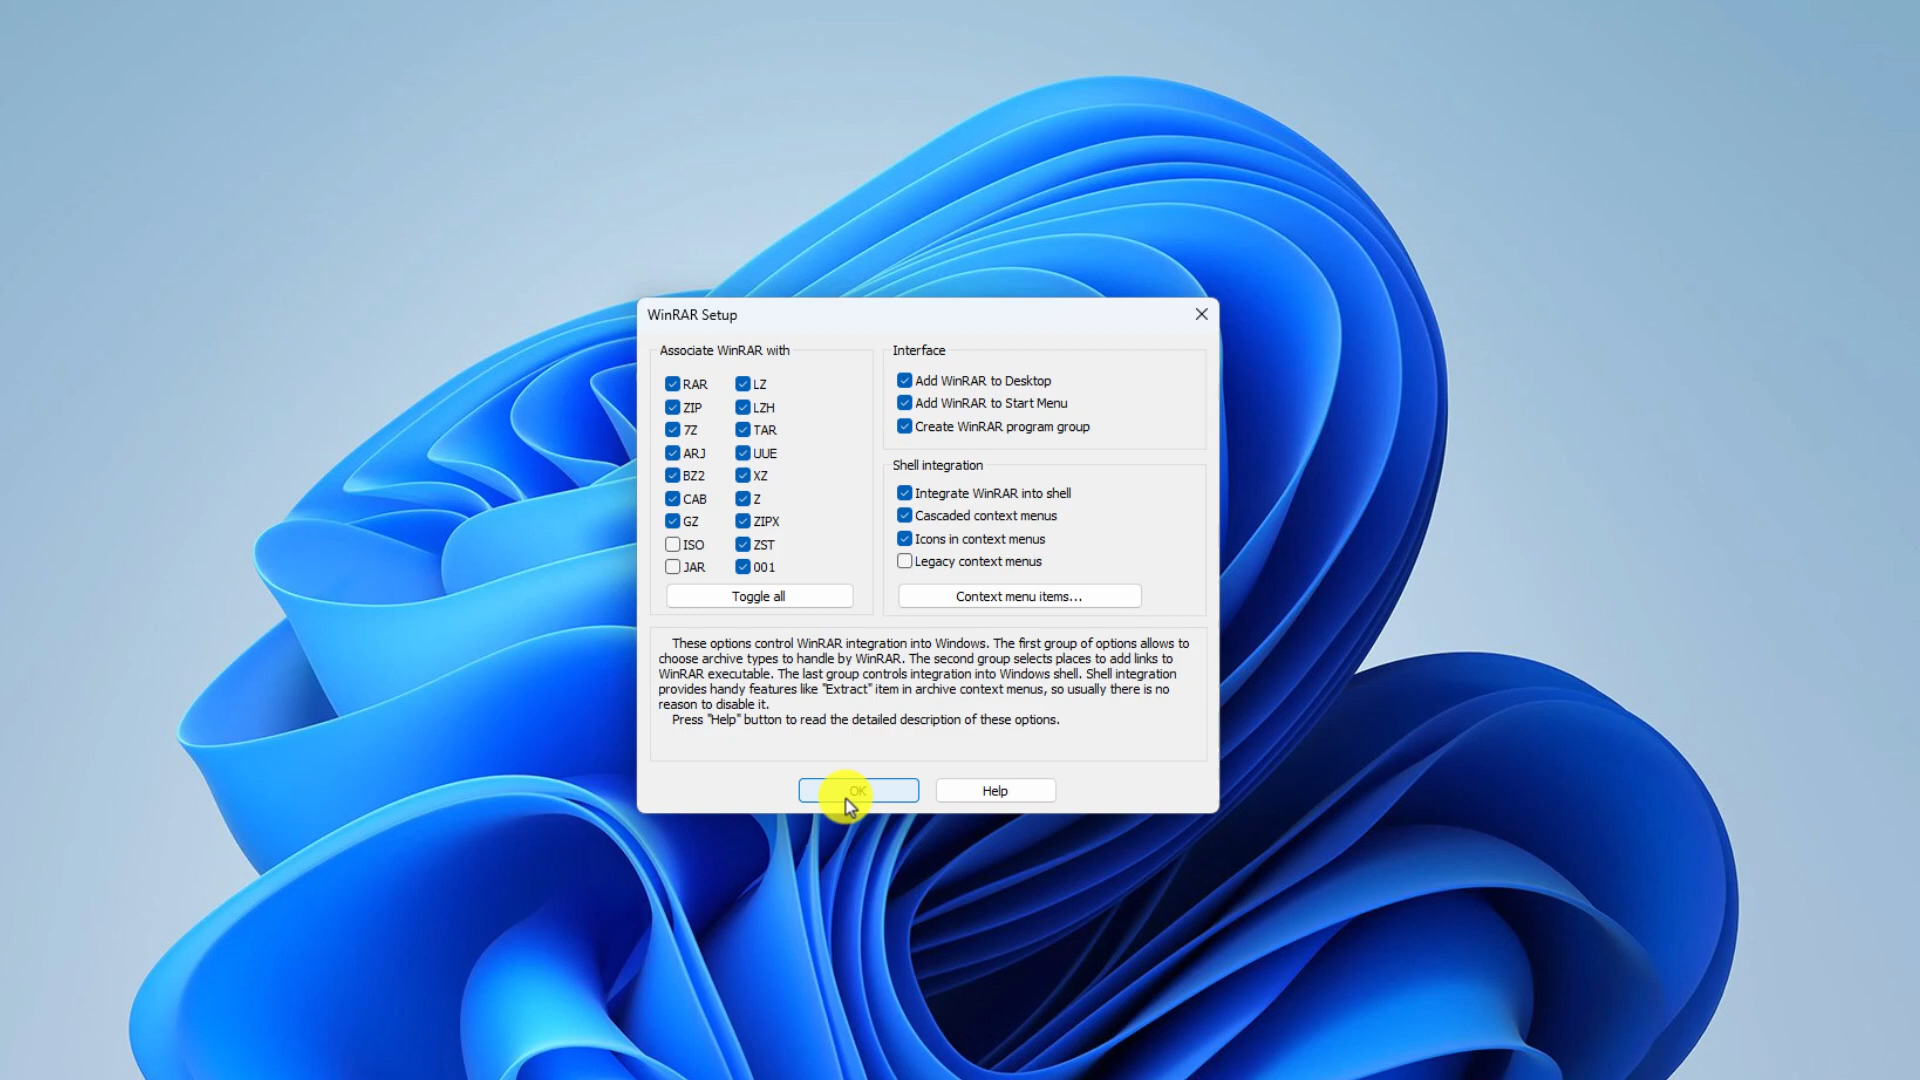 WinRAR Setup
Associate WinRAR with
RAR
LZ
ZIP
LZH
7Z
TAR
ARJ
UUE
BZ2
XZ
CAB
Z
GZ
ZIPX
ISO
ZST
JAR
001
Toggle all
Interface
Add WinRAR to Desktop
Add WinRAR to Start Menu
Create WinRAR program group
Shell integration
Integrate WinRAR into shell
Cascaded context menus
Icons in context menus
Legacy context menus
Context menu items...
These options control WinRAR integration into Windows. The first group of options allows to
choose archive types to handle by WinRAR. The second group selects places to add links to
WinRAR executable. The last group controls integration into Windows shell. Shell integration
provides handy features like "Extract" item in archive context menus, so usually there is no
reason to disable it.
Press "Help" button to read the detailed description of these options.
OK
Help